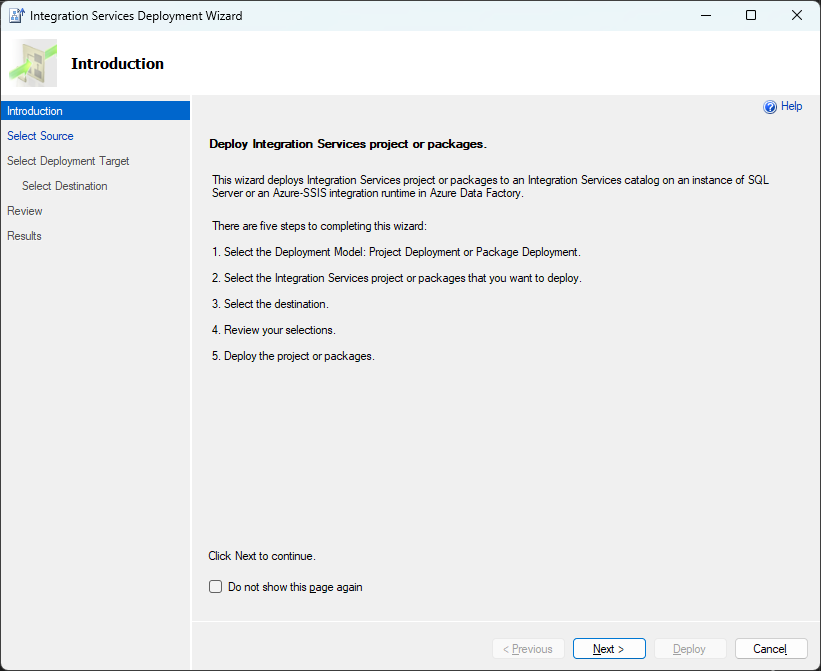 Integration Services Deployment Wizard
Introduction
Introduction
Select Source
Select Deployment Target
Select Destination
Review
Results
Help
Deploy Integration Services project or packages.
This wizard deploys Integration Services project or packages to an Integration Services catalog on an instance of SQL
Server or an Azure-SSIS integration runtime in Azure Data Factory.
There are five steps to completing this wizard:
1. Select the Deployment Model: Project Deployment or Package Deployment.
2. Select the Integration Services project or packages that you want to deploy.
3. Select the destination.
4. Review your selections.
5. Deploy the project or packages.
Click Next to continue.
Do not show this page again
< Previous
Next >
Deploy
Cancel